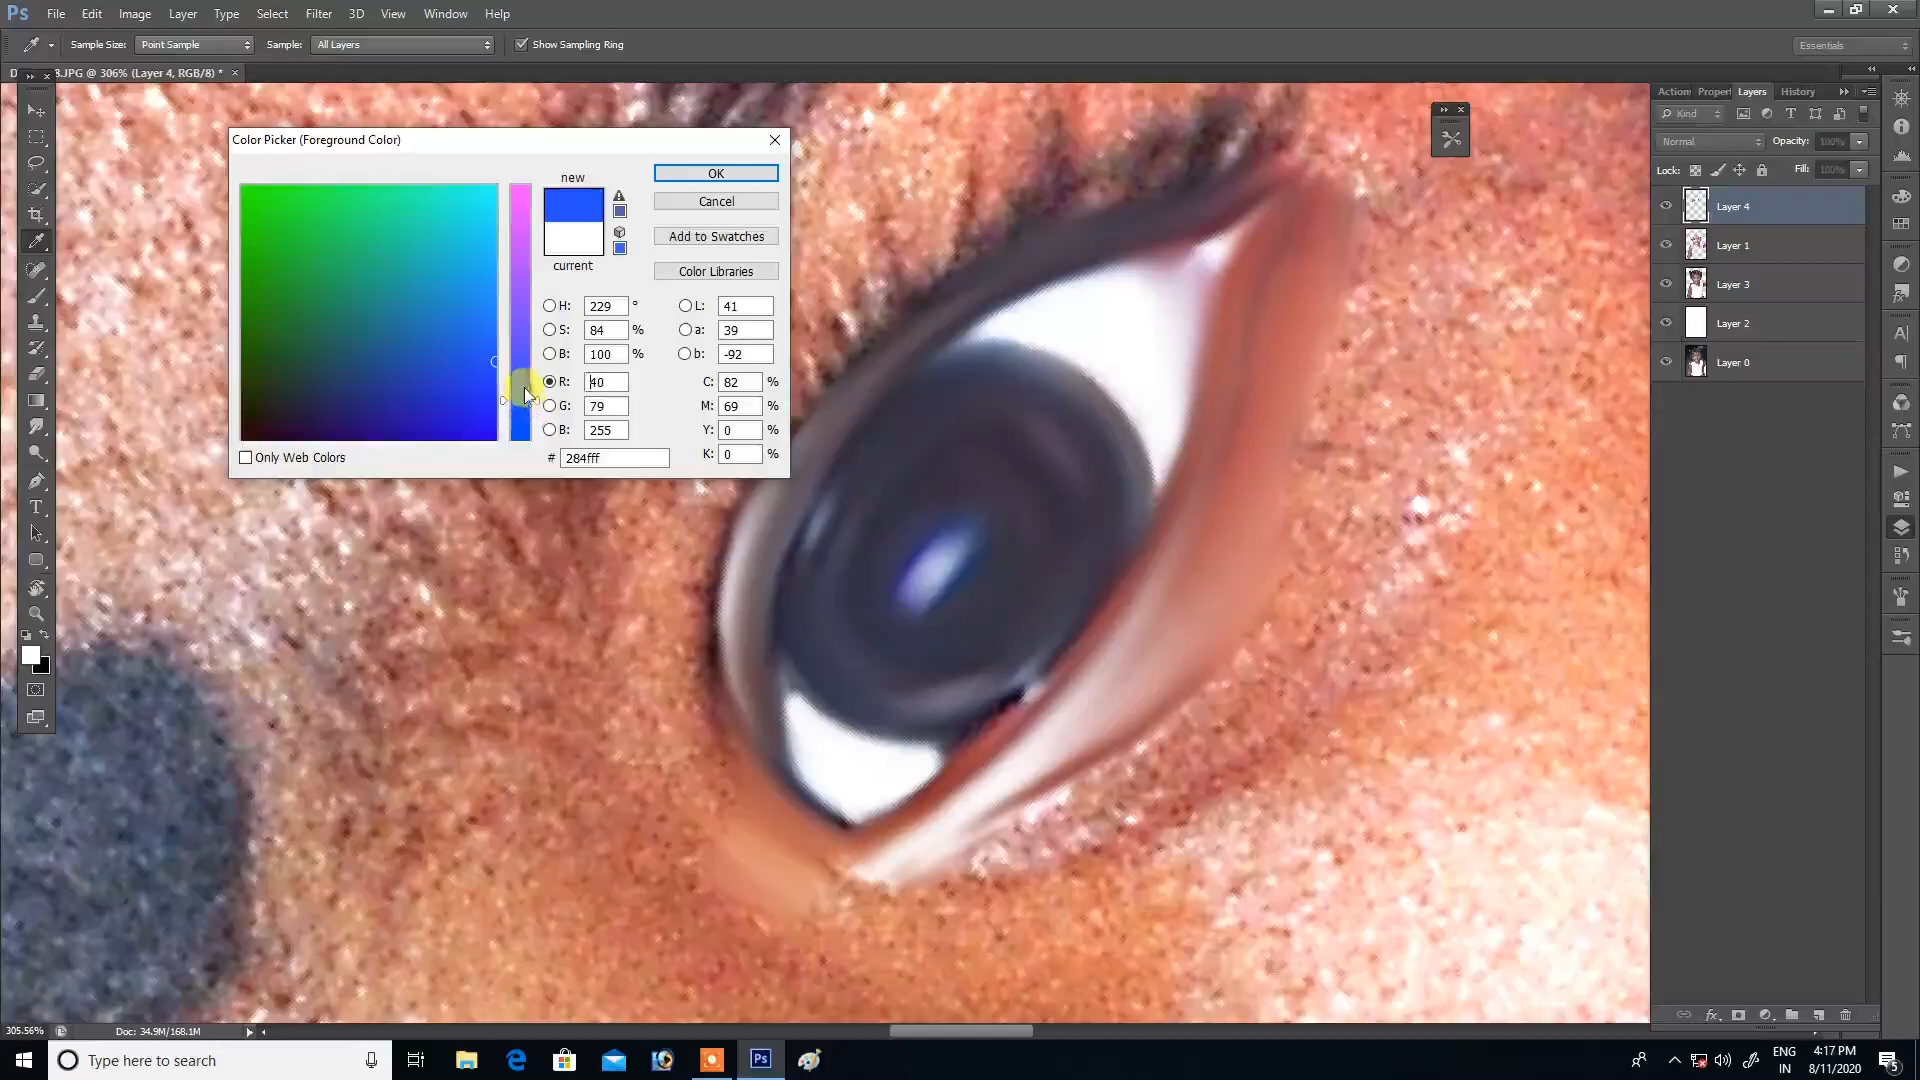 Ps File Edit Image Layer Type Select Filter 3D View Window Help
Sample Size: Point Sample Sample: All Layers Show Sampling Ring Essentials
8.JPG @ 306% (Layer 4, RGB/8) * ×
Color Picker (Foreground Color)
new
current
OK
Cancel
Add to Swatches
Color Libraries
H: 229 ° L: 41
S: 84 % a: 39
B: 100 % b: -92
R: 40 C: 82 %
G: 79 M: 69 %
B: 255 Y: 0 %
K: 0 %
# 284fff
Only Web Colors
Layers History
Kind
Normal Opacity: 100%
Lock: Fill: 100%
Layer 4
Layer 1
Layer 3
Layer 2
Layer 0
305.56% Doc: 34.9M/168.1M
Type here to search
ENG
IN
4:17 PM
8/11/2020
5